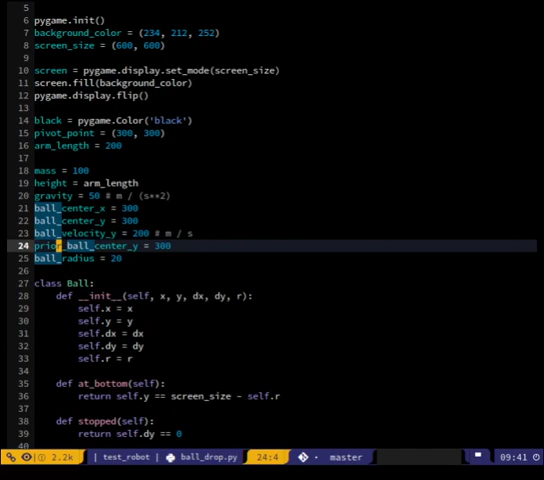 5
6 pygame.init()
7 background_color = (234, 212, 252)
8 screen_size = (600, 600)
9
10 screen = pygame.display.set_mode(screen_size)
11 screen.fill(background_color)
12 pygame.display.flip()
13
14 black = pygame.Color('black')
15 pivot_point = (300, 300)
16 arm_length = 200
17
18 mass = 100
19 height = arm_length
20 gravity = 50 # m / (s**2)
21 ball_center_x = 300
22 ball_center_y = 300
23 ball_velocity_y = 200 # m / s
24 prior_ball_center_y = 300
25 ball_radius = 20
26
27 class Ball:
28     def __init__(self, x, y, dx, dy, r):
29         self.x = x
30         self.y = y
31         self.dx = dx
32         self.dy = dy
33         self.r = r
34
35     def at_bottom(self):
36         return self.y == screen_size - self.r
37
38     def stopped(self):
39         return self.dy == 0
40
2.2k | test_robot | ball_drop.py 24:4 master 09:41